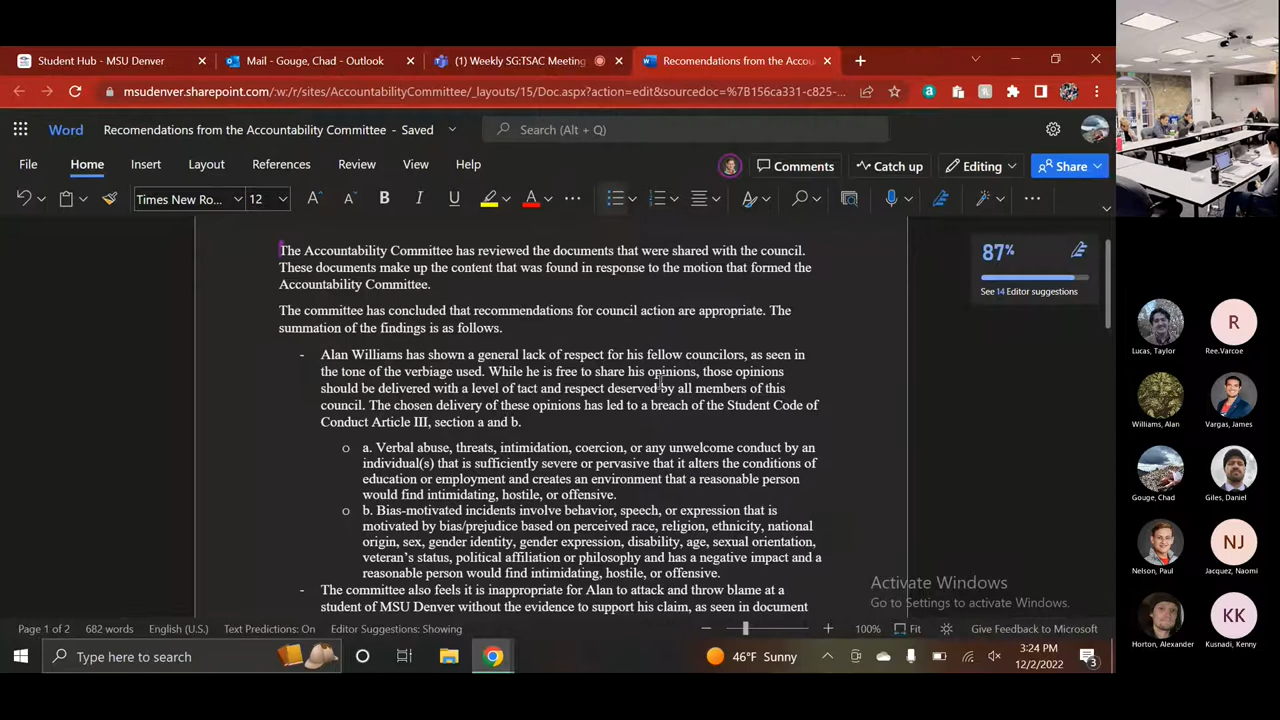 Student Hub - MSU Denver
Mail - Gouge, Chad - Outlook
(1) Weekly SG:TSAC Meeting
Recomendations from the Accou
msudenver.sharepoint.com/:w:/r/sites/AccountabilityCommittee/_layouts/15/Doc.aspx?action=edit&sourcedoc=%7B156ca331-c825-...
Word Recomendations from the Accountability Committee - Saved
Search (Alt + Q)
File Home Insert Layout References Review View Help
Comments Catch up Editing Share
Times New Ro... 12
B I U
87%
See 14 Editor suggestions
The Accountability Committee has reviewed the documents that were shared with the council.
These documents make up the content that was found in response to the motion that formed the
Accountability Committee.
The committee has concluded that recommendations for council action are appropriate. The
summation of the findings is as follows.
- Alan Williams has shown a general lack of respect for his fellow councilors, as seen in
the tone of the verbiage used. While he is free to share his opinions, those opinions
should be delivered with a level of tact and respect deserved by all members of this
council. The chosen delivery of these opinions has led to a breach of the Student Code of
Conduct Article III, section a and b.
o a. Verbal abuse, threats, intimidation, coercion, or any unwelcome conduct by an
individual(s) that is sufficiently severe or pervasive that it alters the conditions of
education or employment and creates an environment that a reasonable person
would find intimidating, hostile, or offensive.
o b. Bias-motivated incidents involve behavior, speech, or expression that is
motivated by bias/prejudice based on perceived race, religion, ethnicity, national
origin, sex, gender identity, gender expression, disability, age, sexual orientation,
veteran's status, political affiliation or philosophy and has a negative impact and a
reasonable person would find intimidating, hostile, or offensive.
- The committee also feels it is inappropriate for Alan to attack and throw blame at a
student of MSU Denver without the evidence to support his claim, as seen in document
Activate Windows
Go to Settings to activate Windows.
Page 1 of 2 682 words English (U.S.) Text Predictions: On Editor Suggestions: Showing
100% Fit Give Feedback to Microsoft
Type here to search
46°F Sunny
3:24 PM
12/2/2022
3
Lucas, Taylor
R
Ree.Varcoe
Williams, Alan
Vargas, James
Gouge, Chad
Giles, Daniel
Nelson, Paul
NJ
Jacquez, Naomi
Horton, Alexander
KK
Kusnadi, Kenny